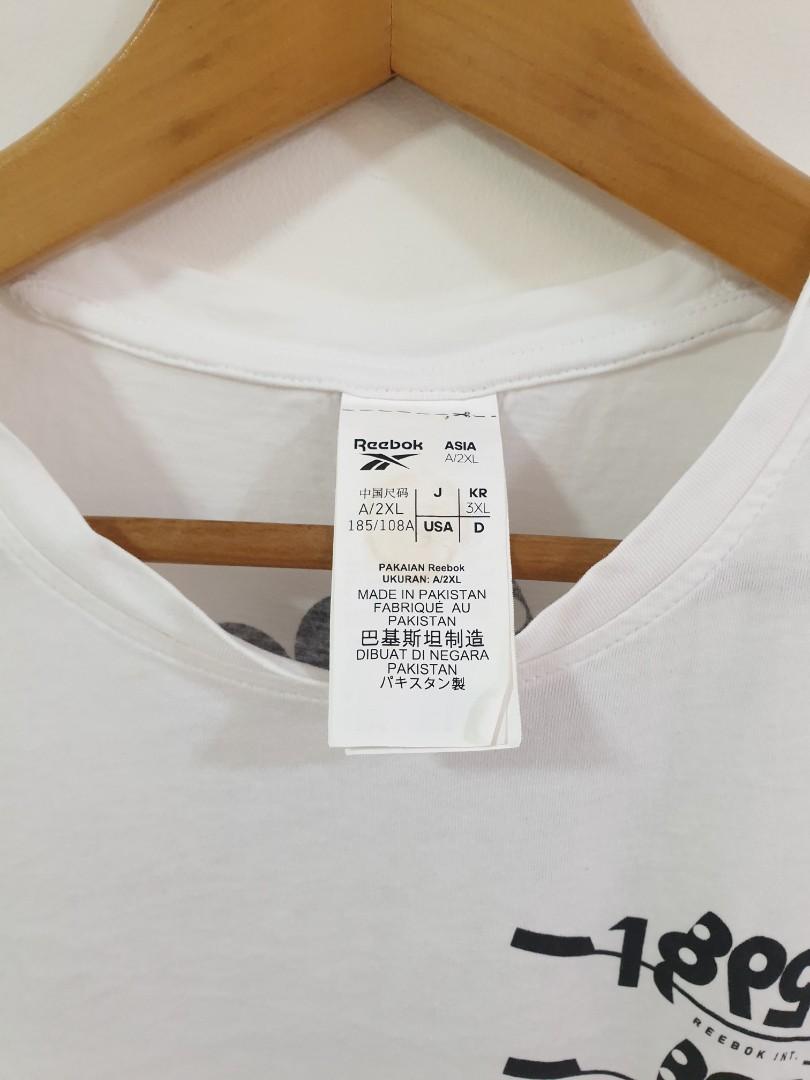 Reebok ASIA
A/2XL
中国尺码 J KR
A/2XL 3XL
185/108A USA D
PAKAIAN Reebok
UKURAN: A/2XL
MADE IN PAKISTAN
FABRIQUÉ AU
PAKISTAN
巴基斯坦制造
DIBUAT DI NEGARA
PAKISTAN
パキスタン製
REEBOK INT.